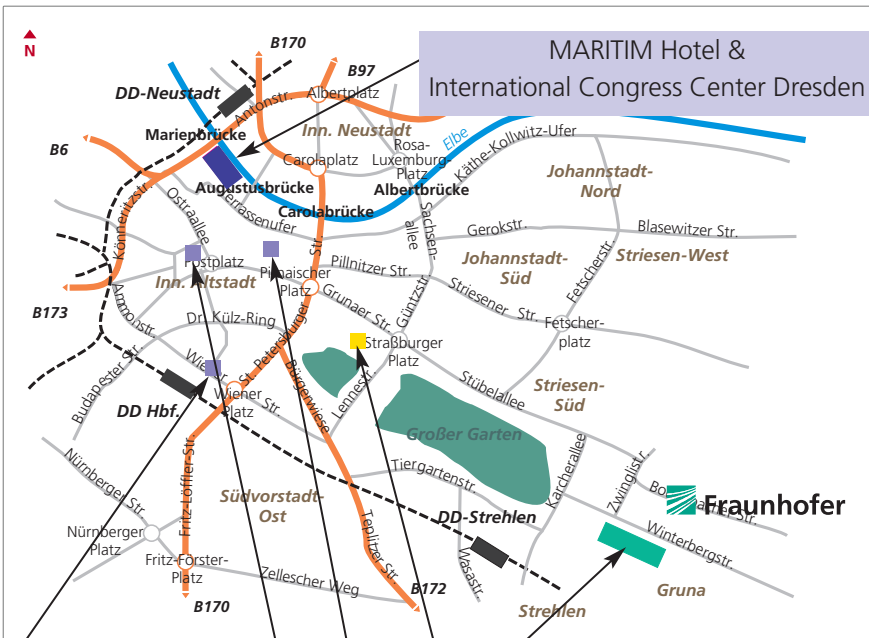 N
B170
MARITIM Hotel &
International Congress Center Dresden
B97
DD-Neustadt
Albertplatz
Antonstr.
Marienbrücke
Inn. Neustadt
Elbe
Käthe-Kollwitz-Ufer
B6
Rosa-
Luxemburg-
Platz
Carolaplatz
Johannstadt-
Nord
Augustusbrücke
Albertbrücke
Terrassenufer
Carolabrücke
Ostraallee
Könneritzstr.
Sachsen-
allee
Gerokstr.
Blasewitzer Str.
Striesen-West
Postplatz
Str.
Johannstadt-
Süd
Fetscherstr.
Inn. Altstadt
Pirnaischer
Platz
Pillnitzer Str.
Striesener Str.
B173
Ammonstr.
Dr. Külz-Ring
St. Petersburger
Grunaer Str.
Güntzstr.
Fetscher-
platz
Straßburger
Platz
Budapester Str.
Wiener
Str.
Wiener
Platz
Bürgerwiese
Lennestr.
Stübelallee
Striesen-
Süd
DD Hbf.
Großer Garten
Nürnberger Str.
Fritz-Löffler-Str.
Tiergartenstr.
Karcherallee
Zwinglistr.
Südvorstadt-
Ost
Fraunhofer
DD-Strehlen
Winterbergstr.
Nürnberger
Platz
Teplitzer Str.
Wasastr.
Fritz-Förster-
Platz
Zellescher Weg
B172
Gruna
B170
Strehlen